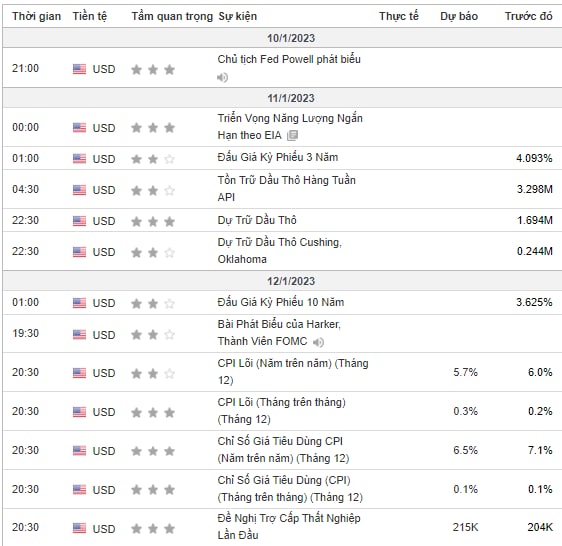 Thời gian Tiền tệ Tầm quan trọng Sự kiện Thực tế Dự báo Trước đó
10/1/2023
21:00 USD Chủ tịch Fed Powell phát biểu
11/1/2023
00:00 USD Triển Vọng Năng Lượng Ngắn
Hạn theo EIA
01:00 USD Đấu Giá Kỳ Phiếu 3 Năm 4.093%
04:30 USD Tồn Trữ Dầu Thô Hàng Tuần
API 3.298M
22:30 USD Dự Trữ Dầu Thô 1.694M
22:30 USD Dự Trữ Dầu Thô Cushing,
Oklahoma 0.244M
12/1/2023
01:00 USD Đấu Giá Kỳ Phiếu 10 Năm 3.625%
19:30 USD Bài Phát Biểu của Harker,
Thành Viên FOMC
20:30 USD CPI Lõi (Năm trên năm) (Tháng
12) 5.7% 6.0%
20:30 USD CPI Lõi (Tháng trên tháng)
(Tháng 12) 0.3% 0.2%
20:30 USD Chỉ Số Giá Tiêu Dùng CPI
(Năm trên năm) (Tháng 12) 6.5% 7.1%
20:30 USD Chỉ Số Giá Tiêu Dùng (CPI)
(Tháng trên tháng) (Tháng 12) 0.1% 0.1%
20:30 USD Đề Nghị Trợ Cấp Thất Nghiệp
Lần Đầu 215K 204K